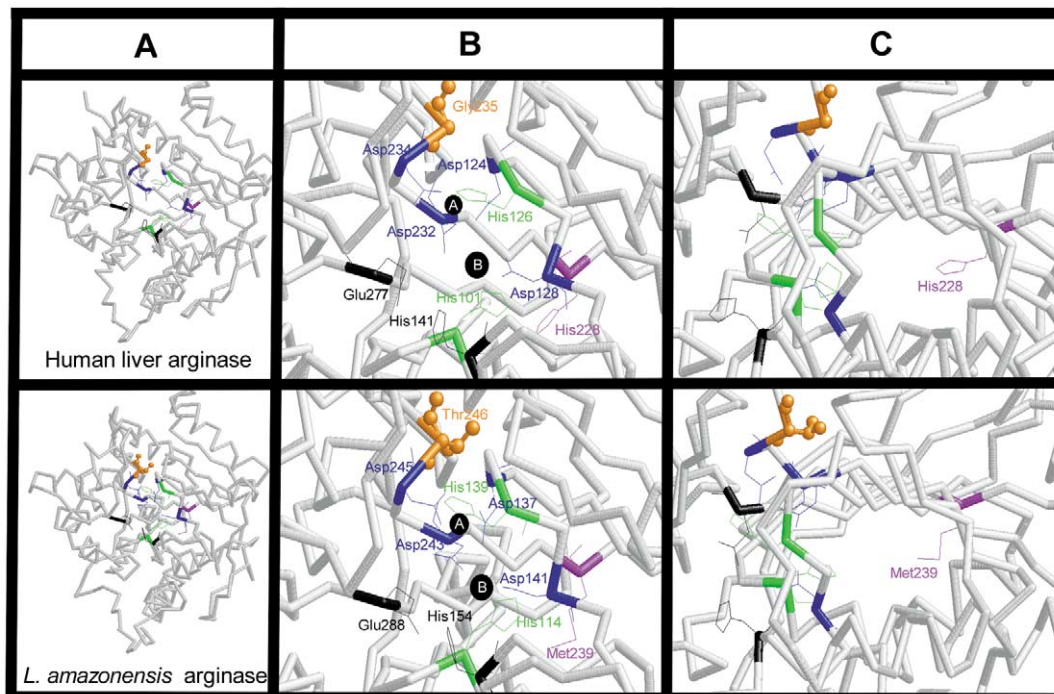 A
B
C
Human liver arginase
Gly235
Asp234
Asp124
A
His126
Asp232
B
Glu277
His101
Asp128
His141
His228
His228
L. amazonensis arginase
Thr246
Asp245
His139
Asp137
A
Asp243
Asp141
B
His154
Glu288
His114
Met239
Met239